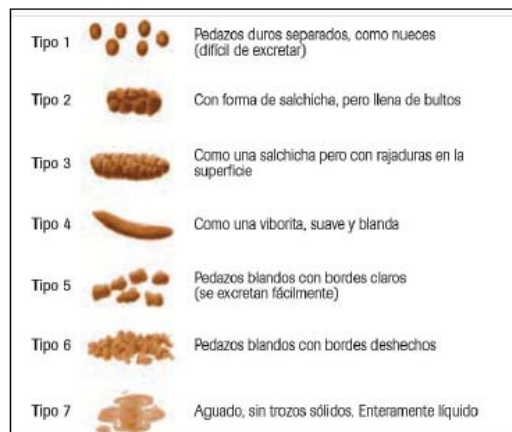 Tipo 1
Pedazos duros separados, como nueces
(difícil de excretar)
Tipo 2
Con forma de salchicha, pero llena de bultos
Tipo 3
Como una salchicha pero con rajaduras en la
superficie
Tipo 4
Como una viborita, suave y blanda
Tipo 5
Pedazos blandos con bordes claros
(se excretan fácilmente)
Tipo 6
Pedazos blandos con bordes deshechos
Tipo 7
Aguado, sin trozos sólidos. Enteramente líquido